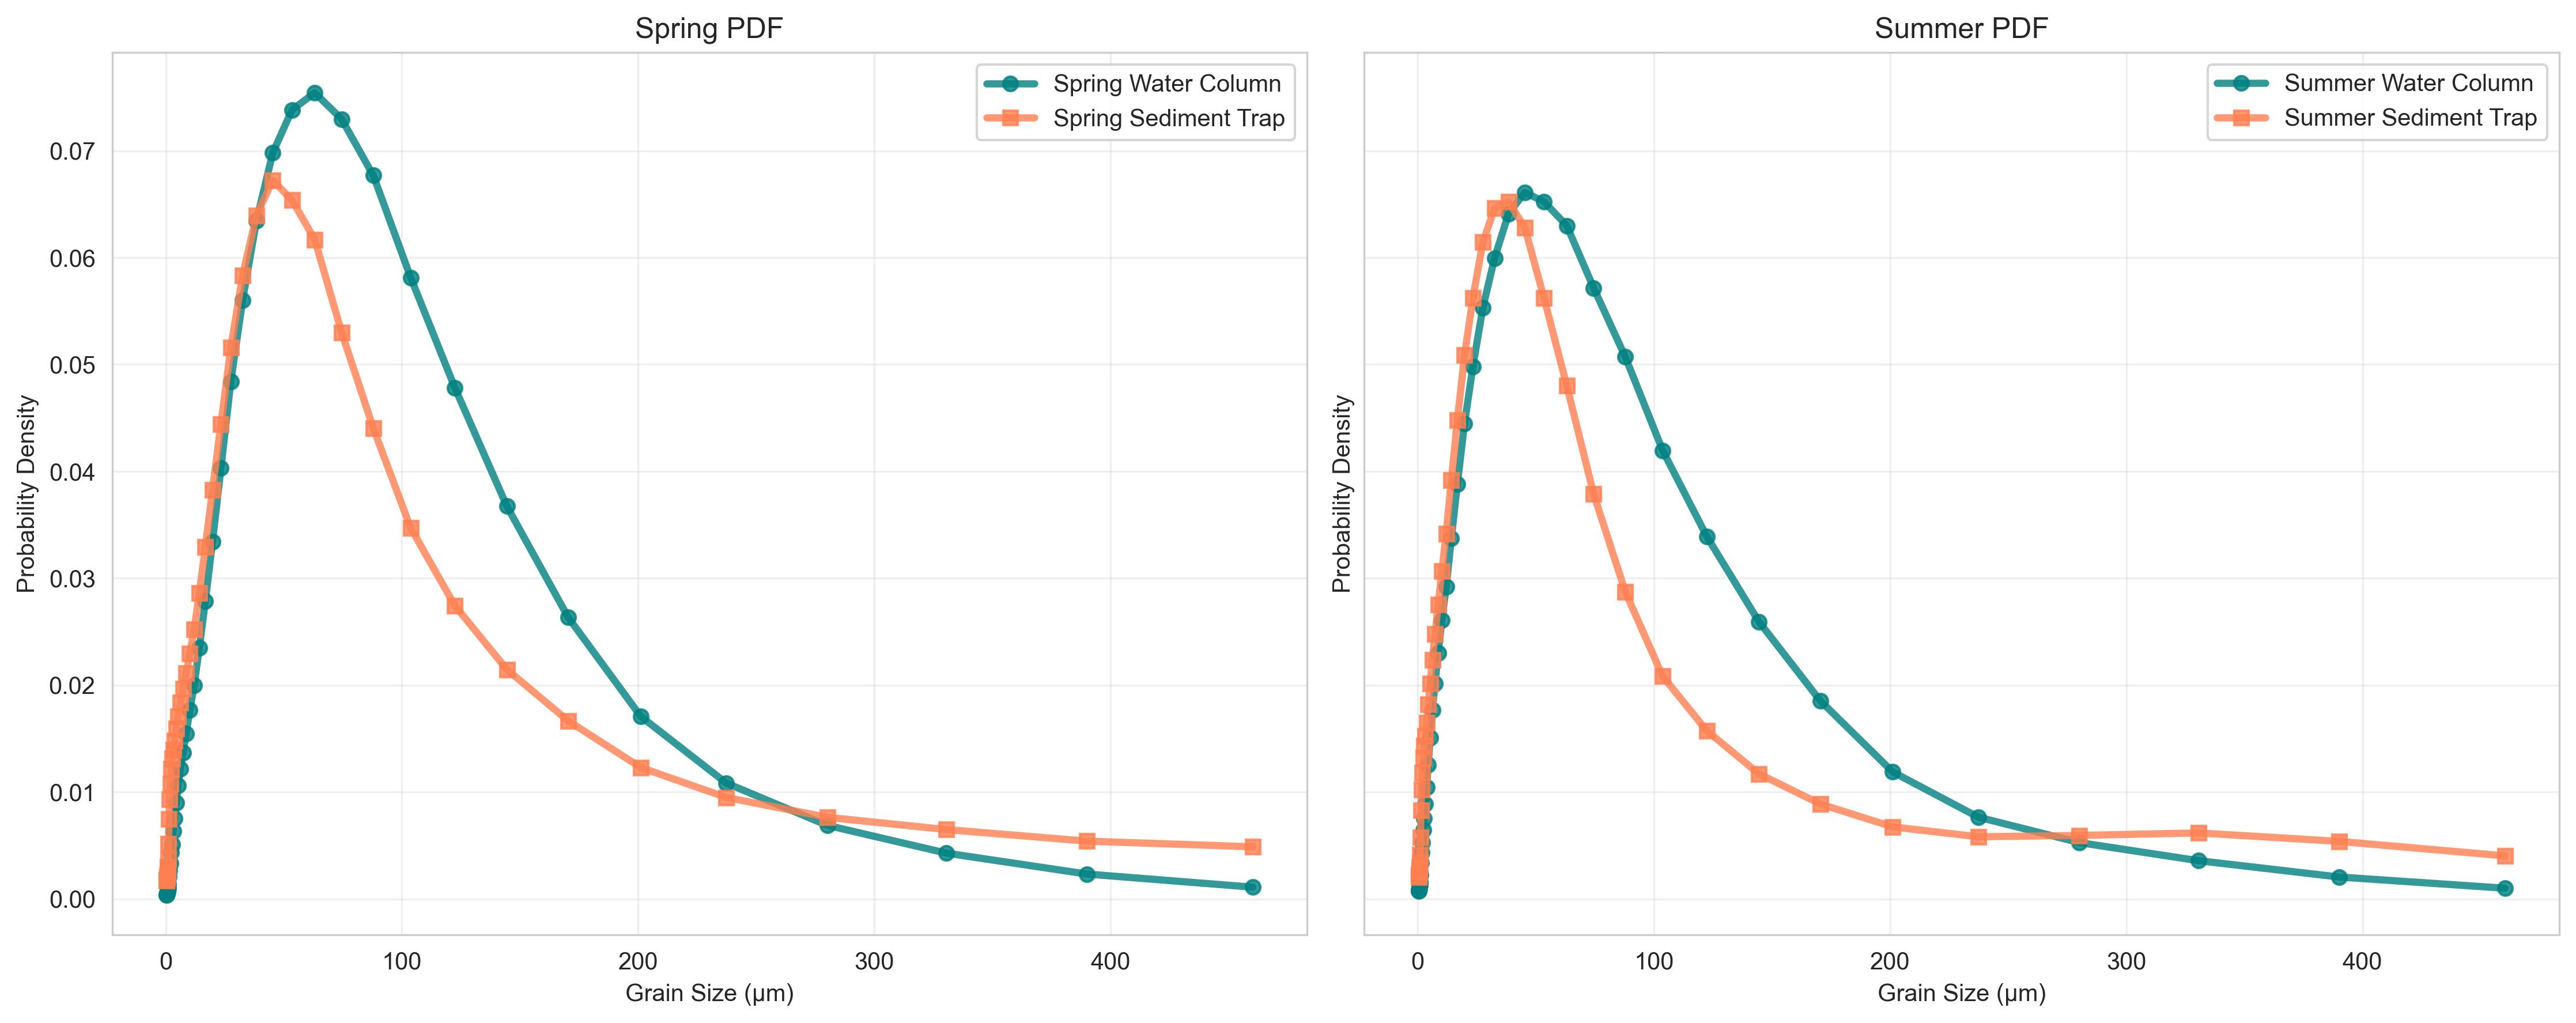 Spring PDF
Spring Water Column
Spring Sediment Trap
0.07
0.06
0.05
0.04
0.03
0.02
0.01
0.00
Probability Density
0 100 200 300 400
Grain Size (μm)
Summer PDF
Summer Water Column
Summer Sediment Trap
Probability Density
0 100 200 300 400
Grain Size (μm)